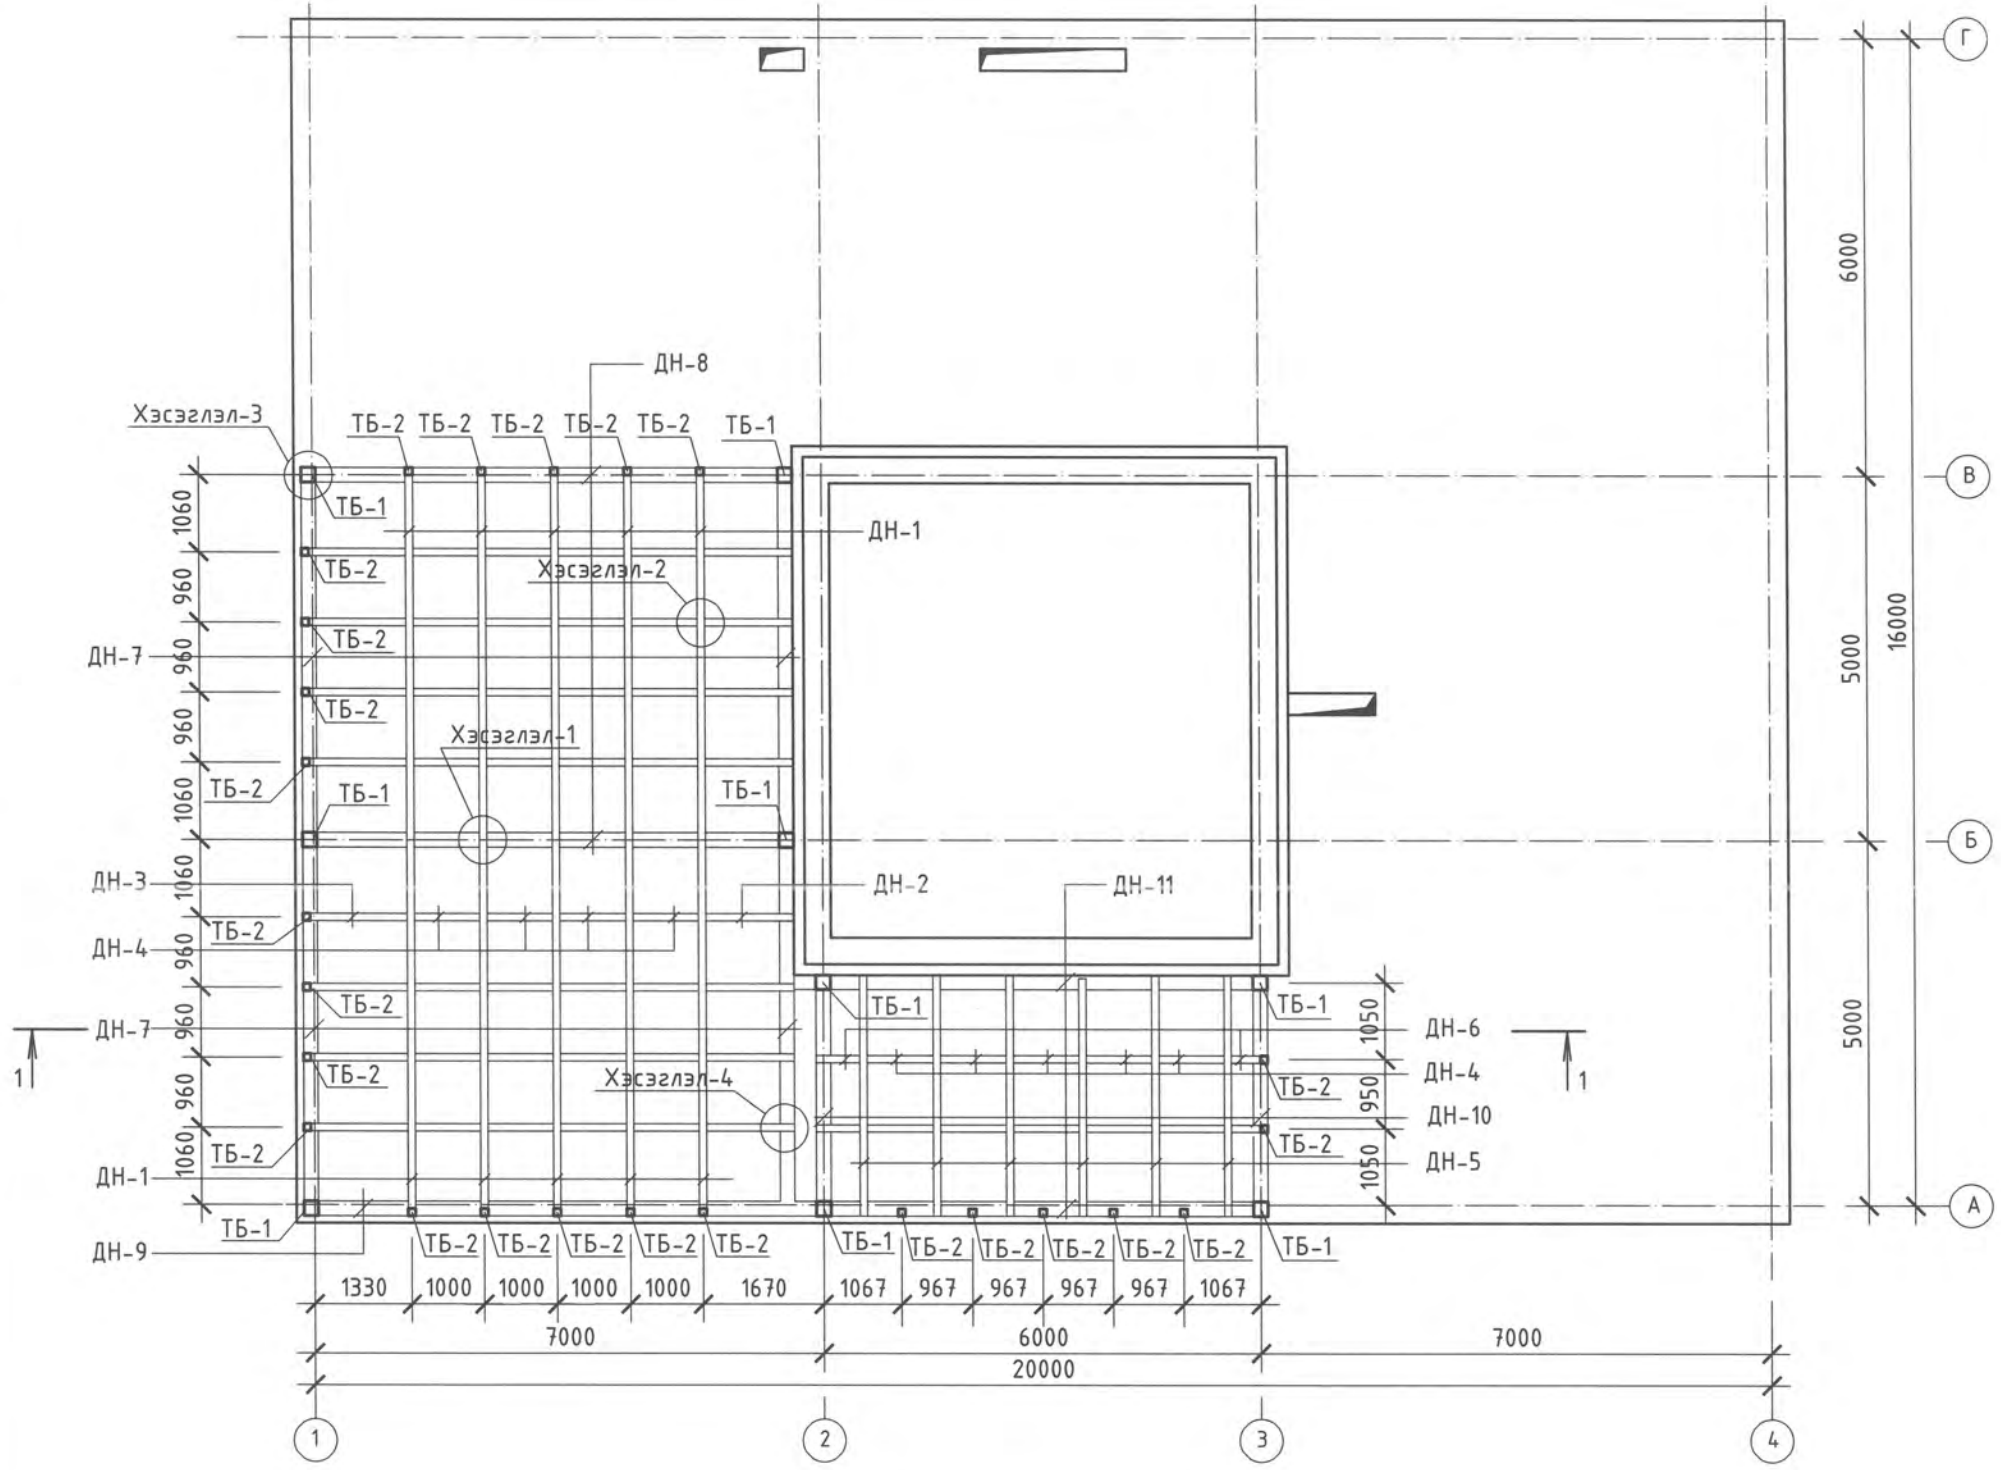 Г
6000
ДН-8
Хэсэглэл-3
ТБ-2 ТБ-2 ТБ-2 ТБ-2 ТБ-2 ТБ-1
В
1060
ТБ-1
ДН-1
960
ТБ-2
Хэсэглэл-2
16000
960
ТБ-2
ДН-7
5000
ТБ-2
960
Хэсэглэл-1
1060
ТБ-2
ТБ-1
ТБ-1
Б
1060
ДН-3
ДН-2
ДН-11
ТБ-2
ДН-4
960
ТБ-2
ТБ-1
ТБ-1
1050
5000
ДН-7
960
ДН-6
1
1
ТБ-2
Хэсэглэл-4
ДН-4
960
ТБ-2
950
ДН-10
1060
ТБ-2
ТБ-2
1050
ДН-5
ДН-1
А
ТБ-1
ДН-9
ТБ-2 ТБ-2 ТБ-2 ТБ-2 ТБ-2 ТБ-1 ТБ-2 ТБ-2 ТБ-2 ТБ-2 ТБ-2 ТБ-1
1330 1000 1000 1000 1000 1670 1067 967 967 967 967 1067
7000 6000 7000
20000
1 2 3 4